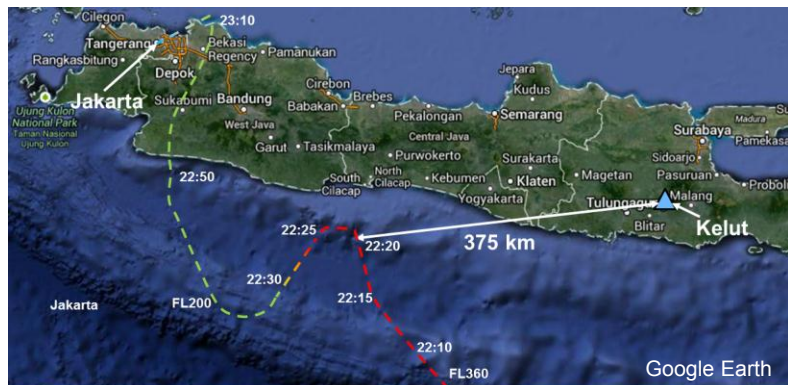 23:10
Cilegon
Tangerang
Bekasi
Regency
Pamanukan
Rangkasbitung
Depok
Jakarta
Cirebon
Brebes
Jepara
Kudus
Sukabumi
Bandung
Babakan
Pekalongan
Semarang
Madura
Surabaya
Pamekasa
Ujung Kulon
National Park
Taman Nasional
Ujung Kulon
West Java
Central Java
Garut
Tasikmalaya
Purwokerto
Surakarta
Sidoarjo
22:50
South
Cilacap
North
Cilacap
Kebumen
Klaten
Magetan
Pasuruan
Proboli
Yogyakarta
Tulungagu
Malang
Blitar
Kelut
22:25
22:20
375 km
22:30
22:15
Jakarta
FL200
22:10
FL360
Google Earth